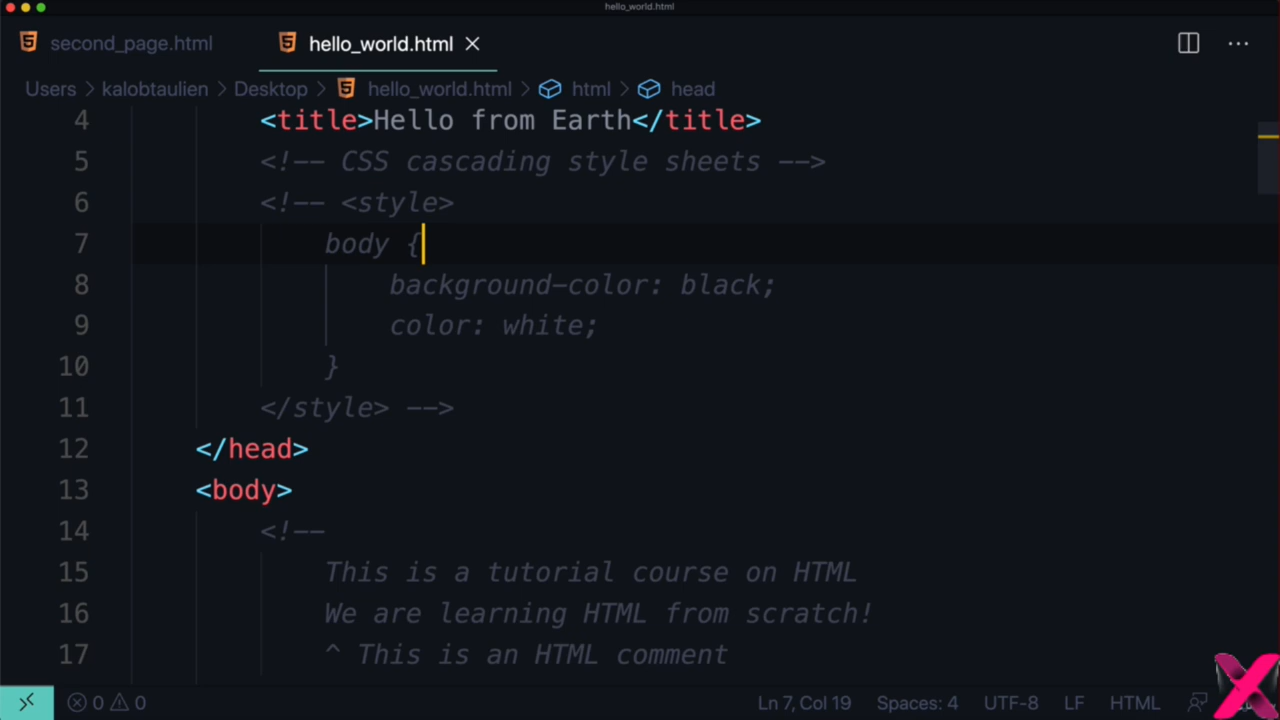 hello_world.html
second_page.html hello_world.html
Users > kalobtaulien > Desktop > hello_world.html > html > head
4 <title>Hello from Earth</title>
5 <!-- CSS cascading style sheets -->
6 <!-- <style>
7 body {
8 background-color: black;
9 color: white;
10 }
11 </style> -->
12 </head>
13 <body>
14 <!--
15 This is a tutorial course on HTML
16 We are learning HTML from scratch!
17 ^ This is an HTML comment
0 0 Ln 7, Col 19 Spaces: 4 UTF-8 LF HTML